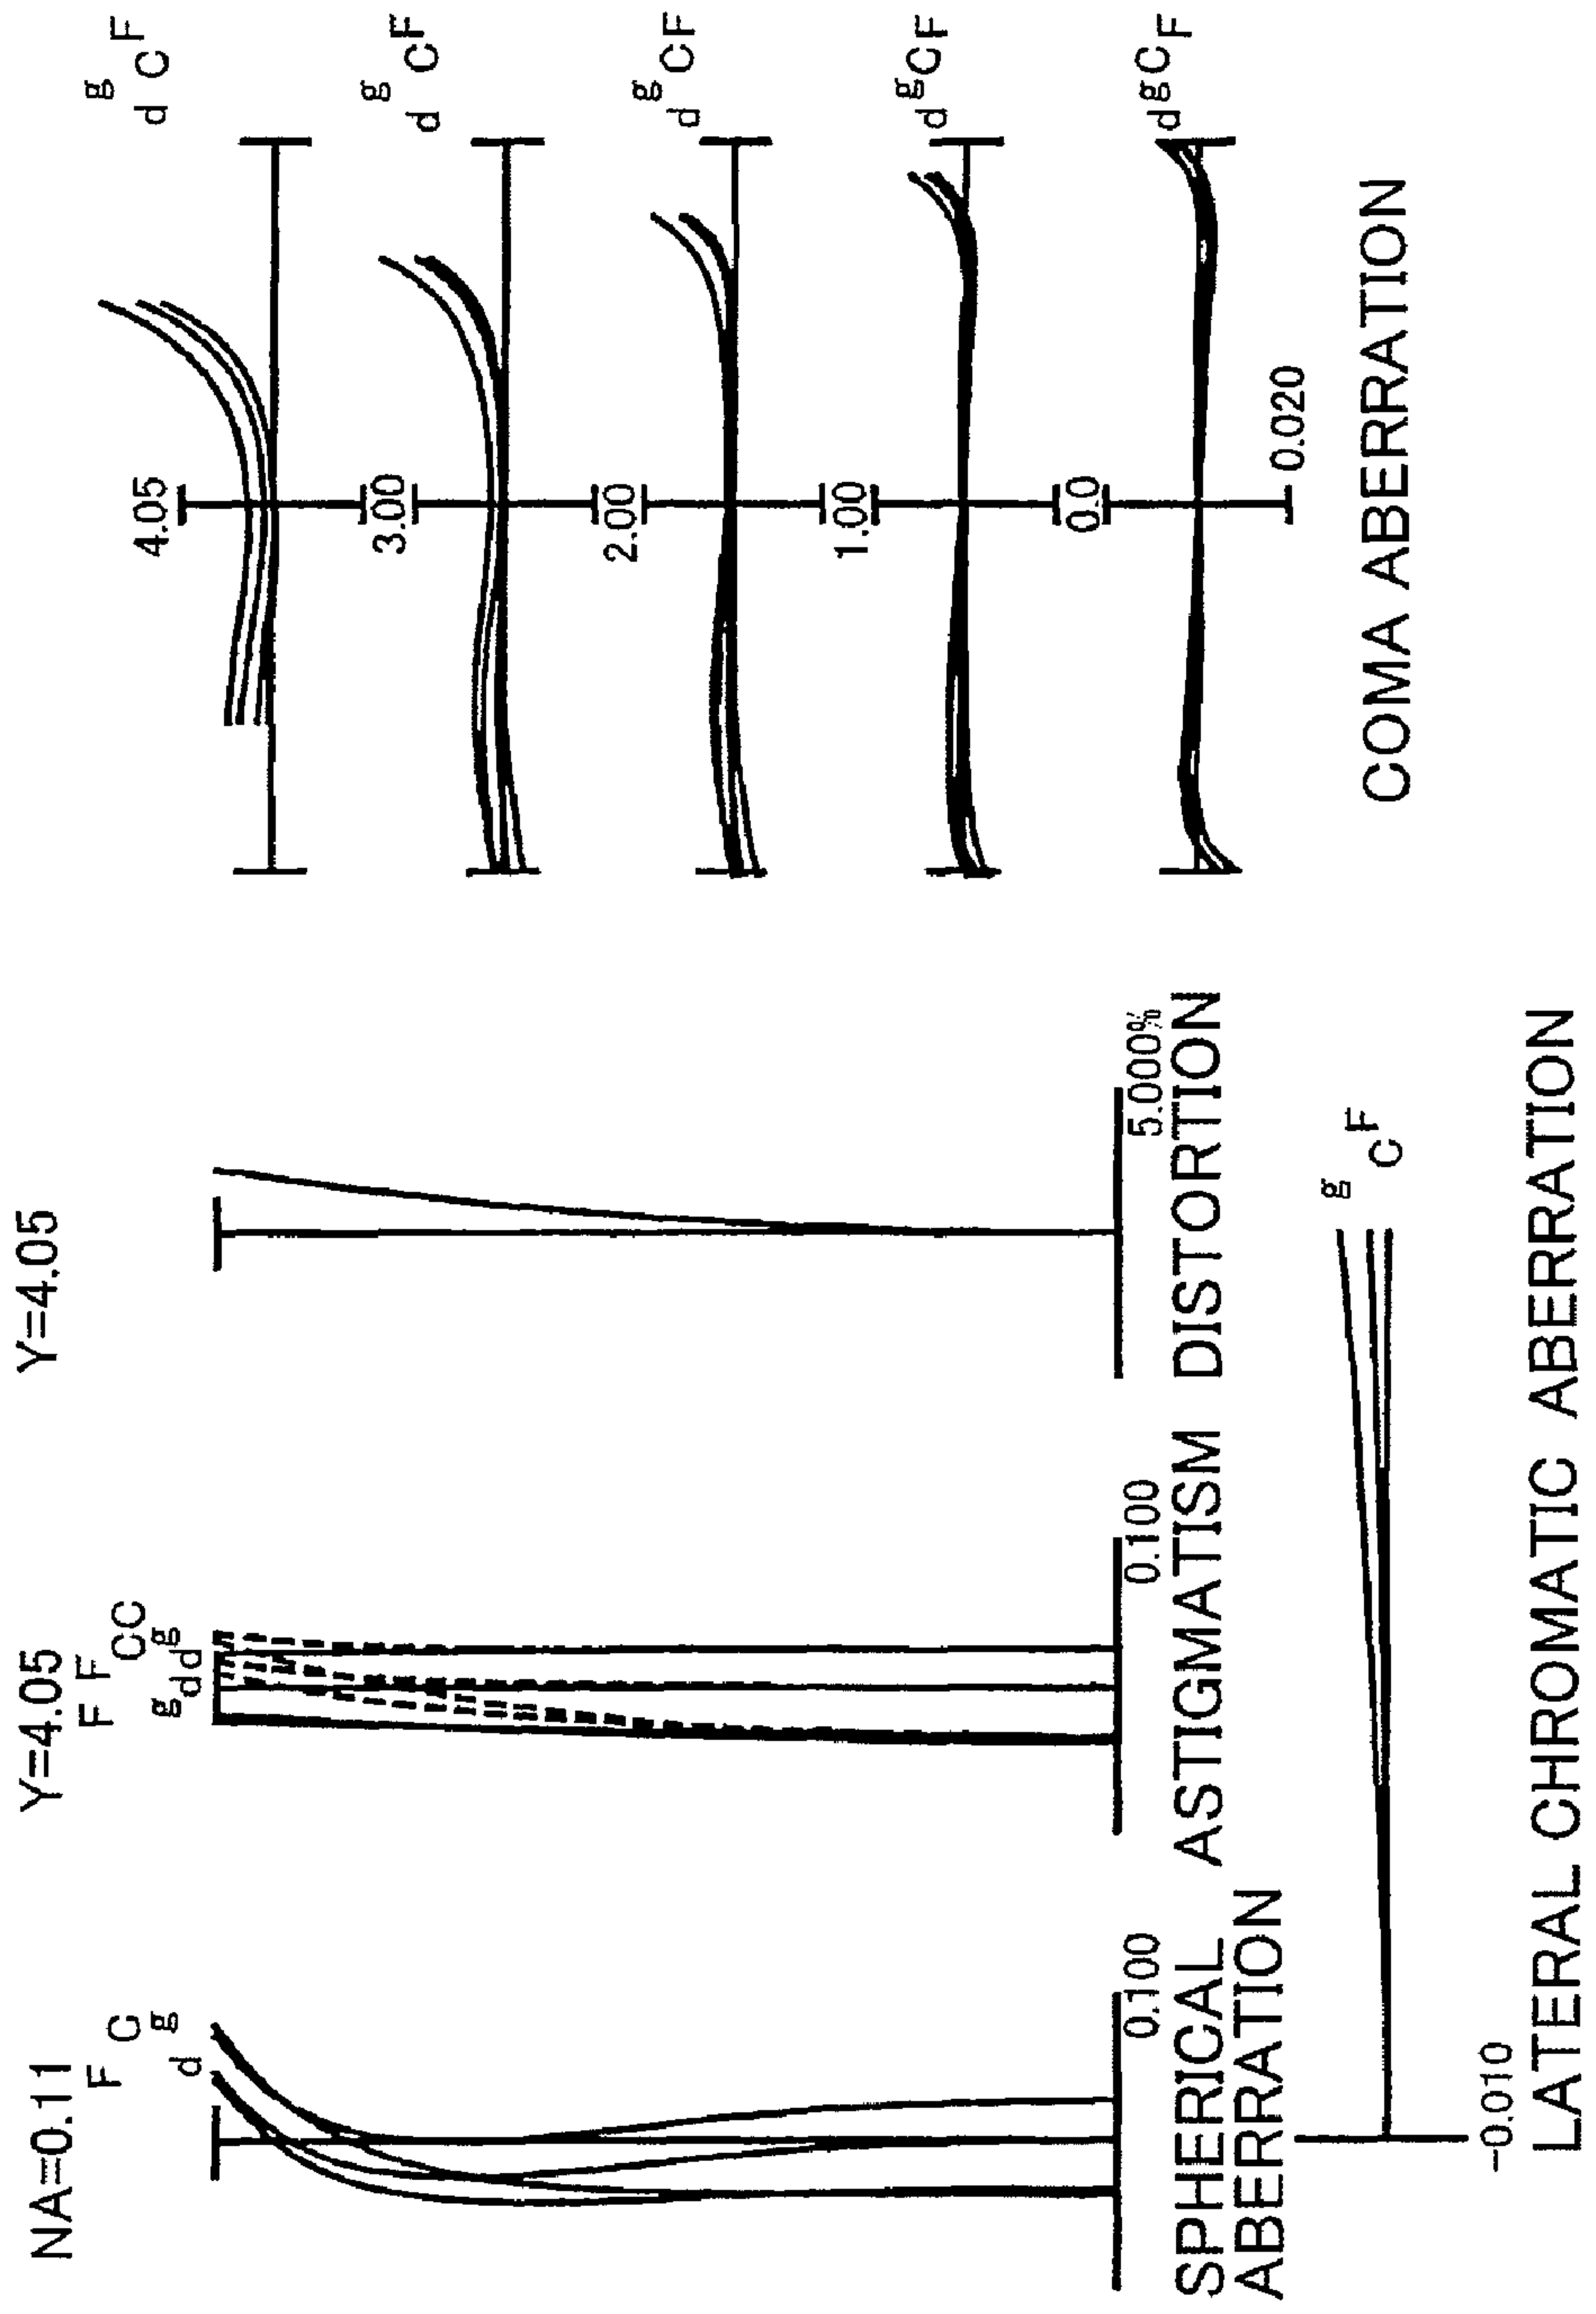 NA=0.11
F
C
d
g
0.100
SPHERICAL
ABERRATION
Y=4.05
F F
CC
g d d g
0.100
ASTIGMATISM
Y=4.05
5.000%
DISTORTION
g
C F
-0.010
LATERAL CHROMATIC ABERRATION
4.05
d g C F
3.00
d g C F
2.00
d g C F
1.00
d g C F
0.0
d g C F
0.020
COMA ABERRATION